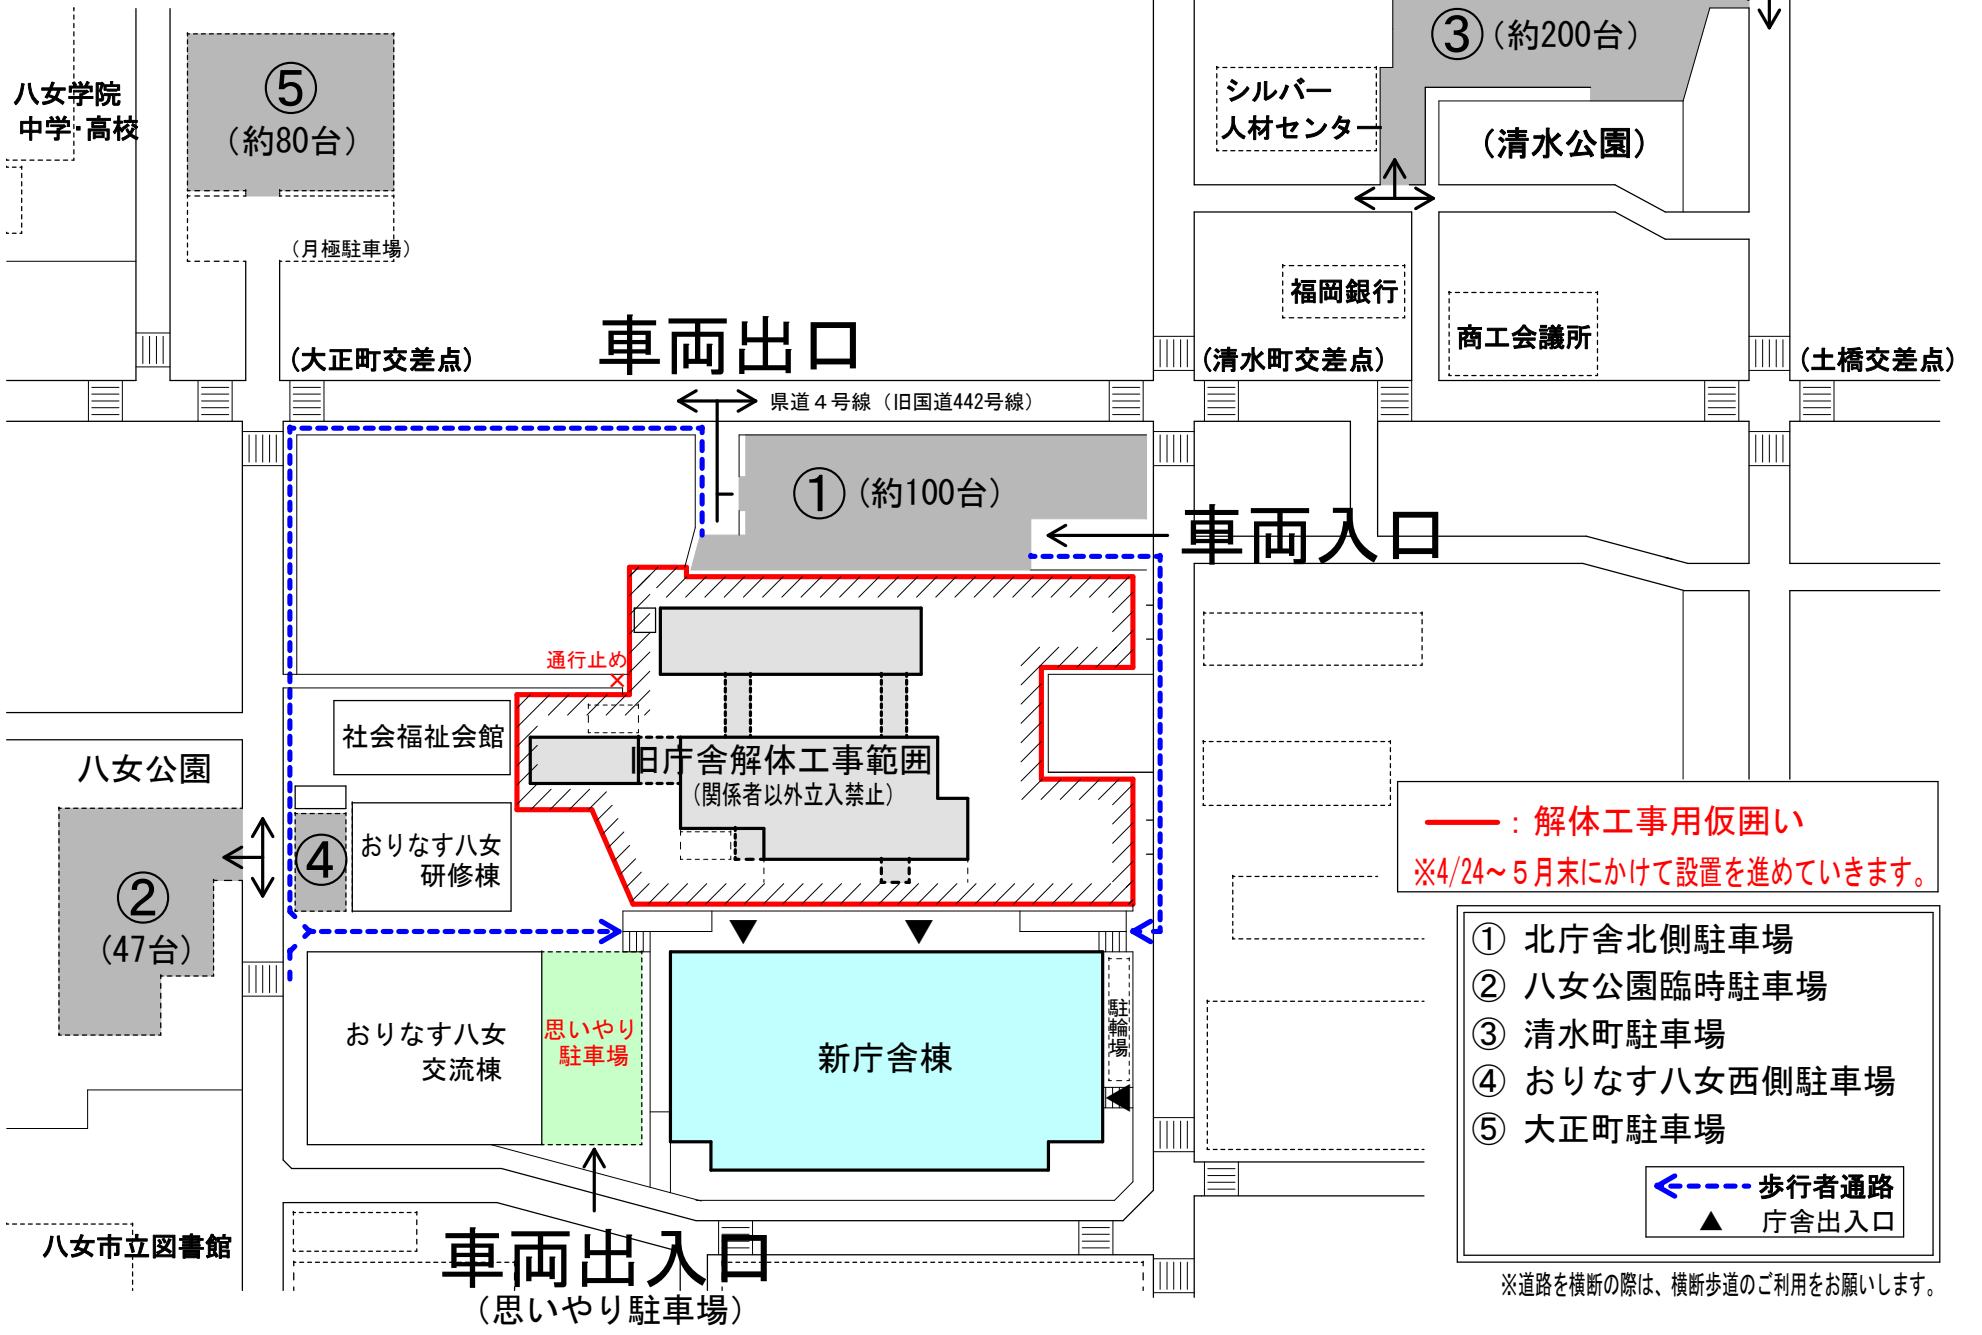 ③（約200台）
⑤
（約80台）
八女学院
中学・高校
シルバー
人材センター
（清水公園）
（月極駐車場）
福岡銀行
商工会議所
車両出口
（大正町交差点）
（清水町交差点）
（土橋交差点）
県道４号線（旧国道442号線）
①（約100台）
車両入口
通行止め
×
社会福祉会館
旧庁舎解体工事範囲
（関係者以外立入禁止）
八女公園
②
（47台）
④
おりなす八女
研修棟
：解体工事用仮囲い
※4/24～５月末にかけて設置を進めていきます。
① 北庁舎北側駐車場
② 八女公園臨時駐車場
③ 清水町駐車場
④ おりなす八女西側駐車場
⑤ 大正町駐車場
歩行者通路
▲ 庁舎出入口
おりなす八女
交流棟
思いやり
駐車場
新庁舎棟
駐輪場
八女市立図書館
車両出入口
（思いやり駐車場）
※道路を横断の際は、横断歩道のご利用をお願いします。